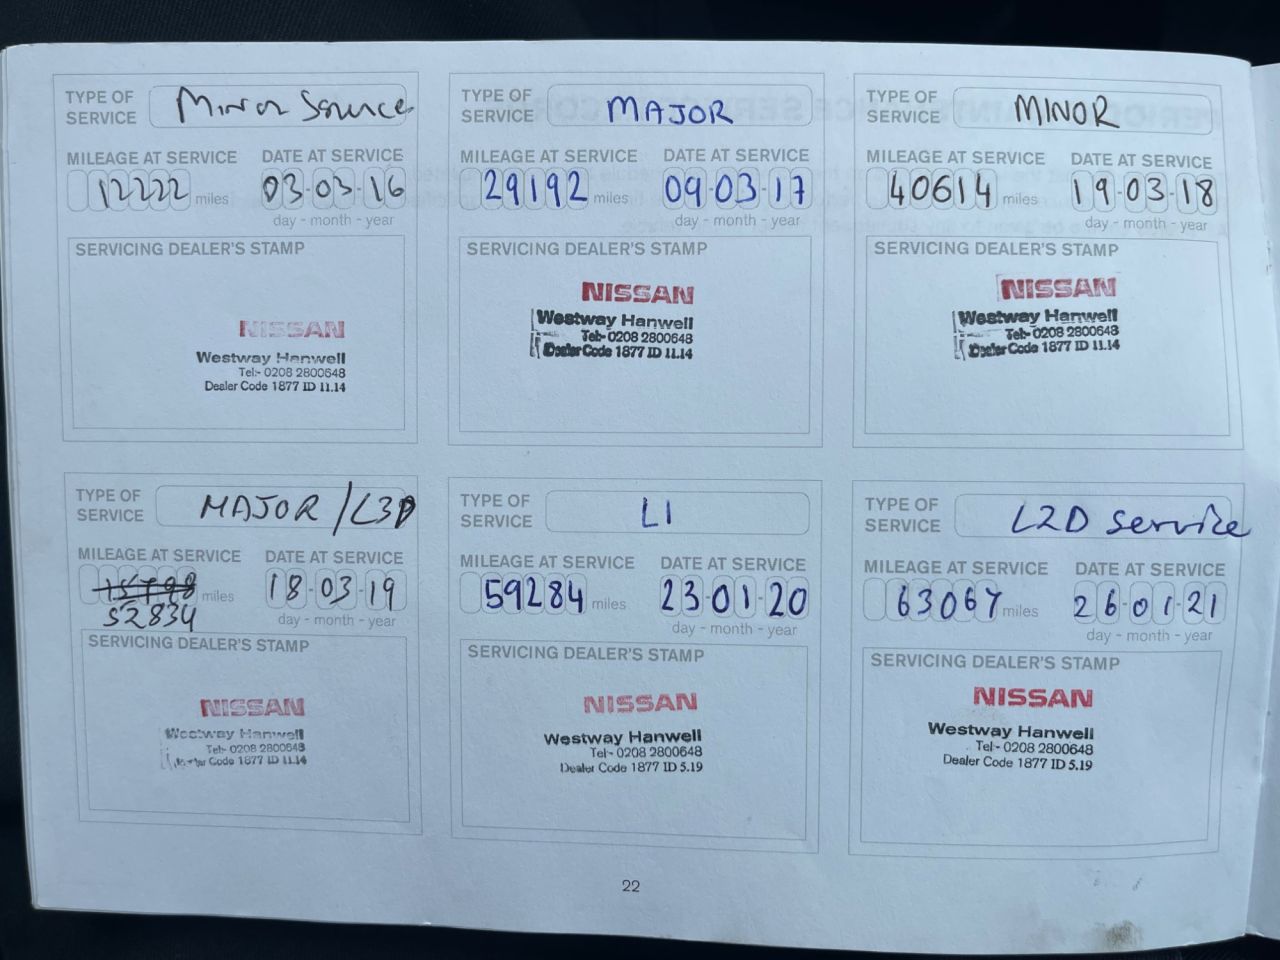 TYPE OF SERVICE Minor Service
MILEAGE AT SERVICE DATE AT SERVICE
12222 miles 03-03-16
day - month - year
SERVICING DEALER'S STAMP
NISSAN
Westway Hanwell
Tel:- 0208 2800648
Dealer Code 1877 ID 11.14
TYPE OF SERVICE MAJOR
MILEAGE AT SERVICE DATE AT SERVICE
29192 miles 09-03-17
day - month - year
SERVICING DEALER'S STAMP
NISSAN
Westway Hanwell
Tel:- 0208 2800648
Dealer Code 1877 ID 11.14
TYPE OF SERVICE MINOR
MILEAGE AT SERVICE DATE AT SERVICE
40614 miles 19-03-18
day - month - year
SERVICING DEALER'S STAMP
NISSAN
Westway Hanwell
Tel:- 0208 2800648
Dealer Code 1877 ID 11.14
TYPE OF SERVICE MAJOR /L3D
MILEAGE AT SERVICE DATE AT SERVICE
miles 18-03-19
52834
day - month - year
SERVICING DEALER'S STAMP
NISSAN
Westway Hanwell
Tel:- 0208 2800648
Code 1877 ID 11.14
TYPE OF SERVICE L1
MILEAGE AT SERVICE DATE AT SERVICE
59284 miles 23-01-20
day - month - year
SERVICING DEALER'S STAMP
NISSAN
Westway Hanwell
Tel:- 0208 2800648
Dealer Code 1877 ID 5.19
TYPE OF SERVICE L2D service
MILEAGE AT SERVICE DATE AT SERVICE
63067 miles 26-01-21
day - month - year
SERVICING DEALER'S STAMP
NISSAN
Westway Hanwell
Tel:- 0208 2800648
Dealer Code 1877 ID 5.19
22